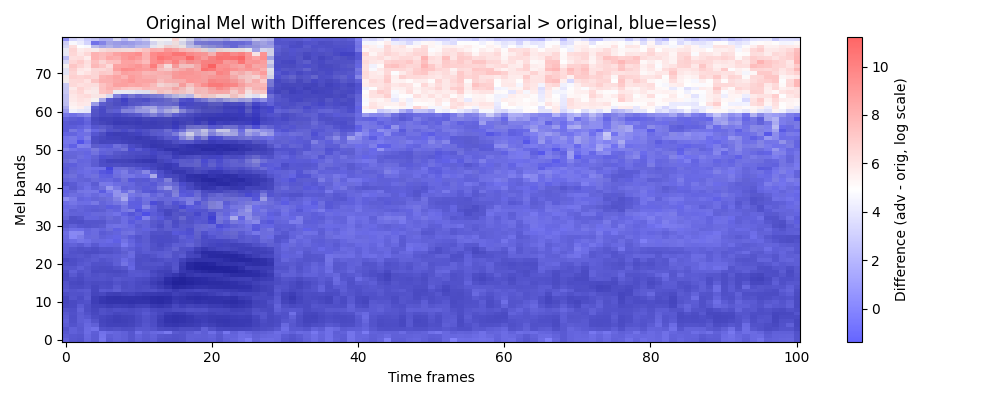 Original Mel with Differences (red=adversarial > original, blue=less)
Mel bands
70
60
50
40
30
20
10
0
0 20 40 60 80 100
Time frames
10
8
6
4
2
0
Difference (adv - orig, log scale)